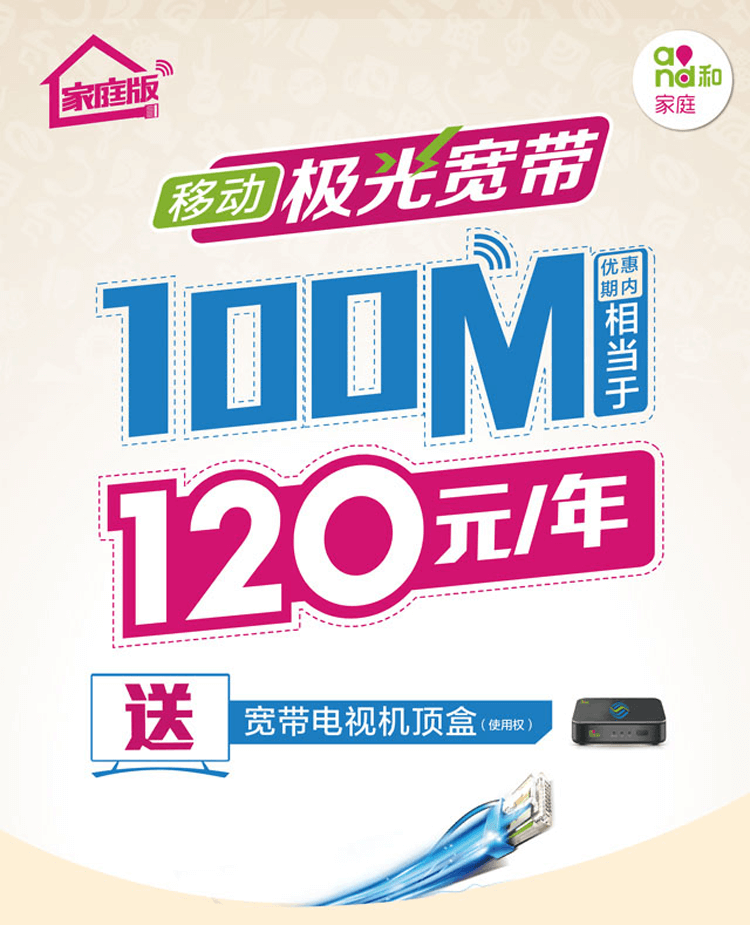 家庭版
and和
家庭
移动 极光宽带
100M
优惠
期内
相当于
120元/年
送 宽带电视机顶盒（使用权）